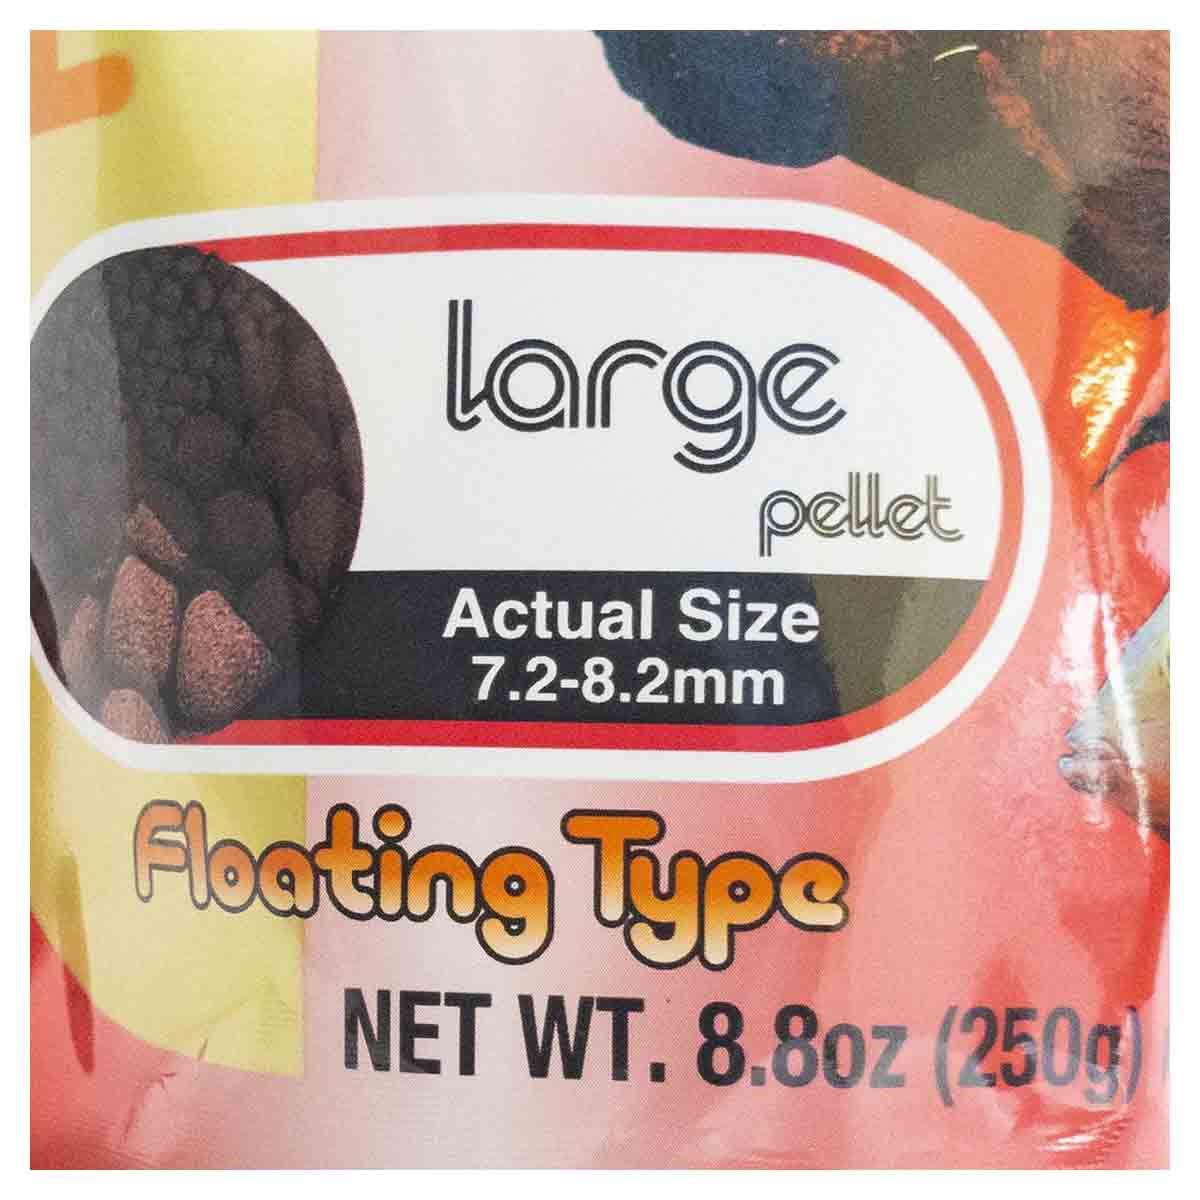 large
pellet
Actual Size
7.2-8.2mm
Floating Type
NET WT. 8.8oz (250g)